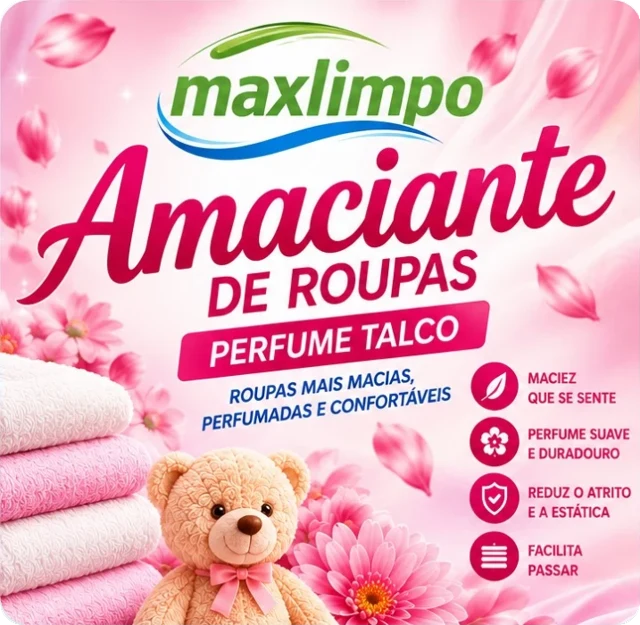 maxlimpo
Amaciante
DE ROUPAS
PERFUME TALCO
ROUPAS MAIS MACIAS,
PERFUMADAS E CONFORTÁVEIS
MACIEZ
QUE SE SENTE
PERFUME SUAVE
E DURADOURO
REDUZ O ATRITO
E A ESTÁTICA
FACILITA
PASSAR